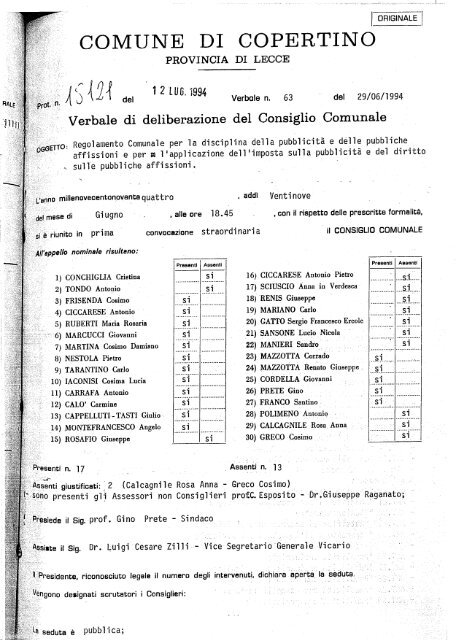 ORIGINALE
COMUNE DI COPERTINO
PROVINCIA DI LECCE
Prot. n. 15121 del 12 LUG. 1994 Verbale n. 63 del 29/06/1994
RALE
Verbale di deliberazione del Consiglio Comunale
OGGETTO: Regolamento Comunale per la disciplina della pubblicità e delle pubbliche
affissioni e per l'applicazione dell'imposta sulla pubblicità e del diritto
sulle pubbliche affissioni.
L'anno millenovecentonovantaquattro , addì Ventinove
del mese di Giugno , alle ore 18.45 , con il rispetto delle prescritte formalità,
si è riunito in prima convocazione straordinaria il CONSIGLIO COMUNALE
All'appello nominale risultano:
Presenti Assenti Presenti Assenti
1) CONCHIGLIA Cristina si
2) TONDO Antonio si
3) FRISENDA Cosimo si
4) CICCARESE Antonio si
5) RUBERTI Maria Rosaria si
6) MARCUCCI Giovanni si
7) MARTINA Cosimo Damiano si
8) NESTOLA Pietro si
9) TARANTINO Carlo si
10) IACONISI Cosima Lucia si
11) CARRAFA Antonio si
12) CALO' Carmine si
13) CAPPELLUTI-TASTI Giulio si
14) MONTEFRANCESCO Angelo si
15) ROSAFIO Giuseppe si
16) CICCARESE Antonio Pietro si
17) SCIUSCIO Anna in Verdesca si
18) RENIS Giuseppe si
19) MARIANO Carlo si
20) GATTO Sergio Francesco Ercole si
21) SANSONE Lucio Nicola si
22) MANIERI Sandro si
23) MAZZOTTA Corrado si
24) MAZZOTTA Renato Giuseppe si
25) CORDELLA Giovanni si
26) PRETE Gino si
27) FRANCO Santino si
28) POLIMENO Antonio si
29) CALCAGNILE Rosa Anna si
30) GRECO Cosimo si
Presenti n. 17 Assenti n. 13
Assenti giustificati: 2 (Calcagnile Rosa Anna - Greco Cosimo)
sono presenti gli Assessori non Consiglieri prof. C. Esposito - Dr.Giuseppe Raganato;
Presiede il Sig. prof. Gino Prete - Sindaco
Assiste il Sig. Dr. Luigi Cesare Zilli - Vice Segretario Generale Vicario
Il Presidente, riconosciuto legale il numero degli intervenuti, dichiara aperta la seduta.
Vengono designati scrutatori i Consiglieri:
La seduta è pubblica;